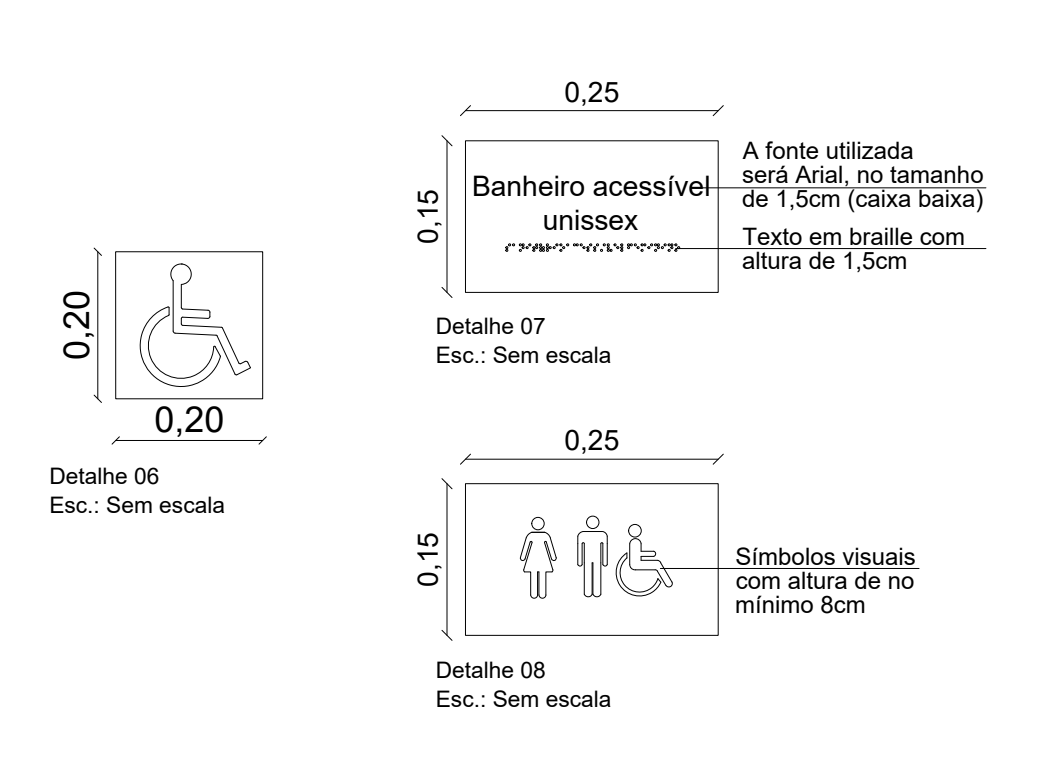 0,20
0,20
Detalhe 06
Esc.: Sem escala
0,25
0,15
Banheiro acessível
unissex
A fonte utilizada
será Arial, no tamanho
de 1,5cm (caixa baixa)
Texto em braille com
altura de 1,5cm
Detalhe 07
Esc.: Sem escala
0,25
0,15
Símbolos visuais
com altura de no
mínimo 8cm
Detalhe 08
Esc.: Sem escala